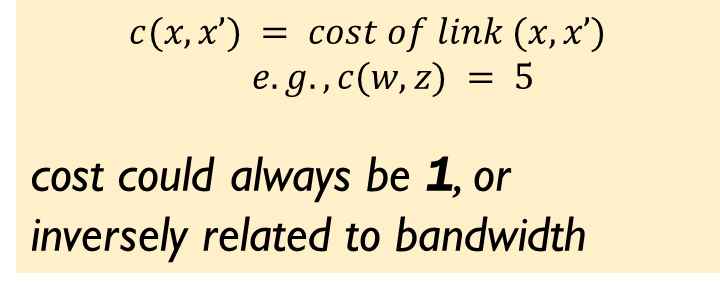 c(x, x’) = cost of link (x, x’)
e. g., c(w, z) = 5
cost could always be 1, or
inversely related to bandwidth